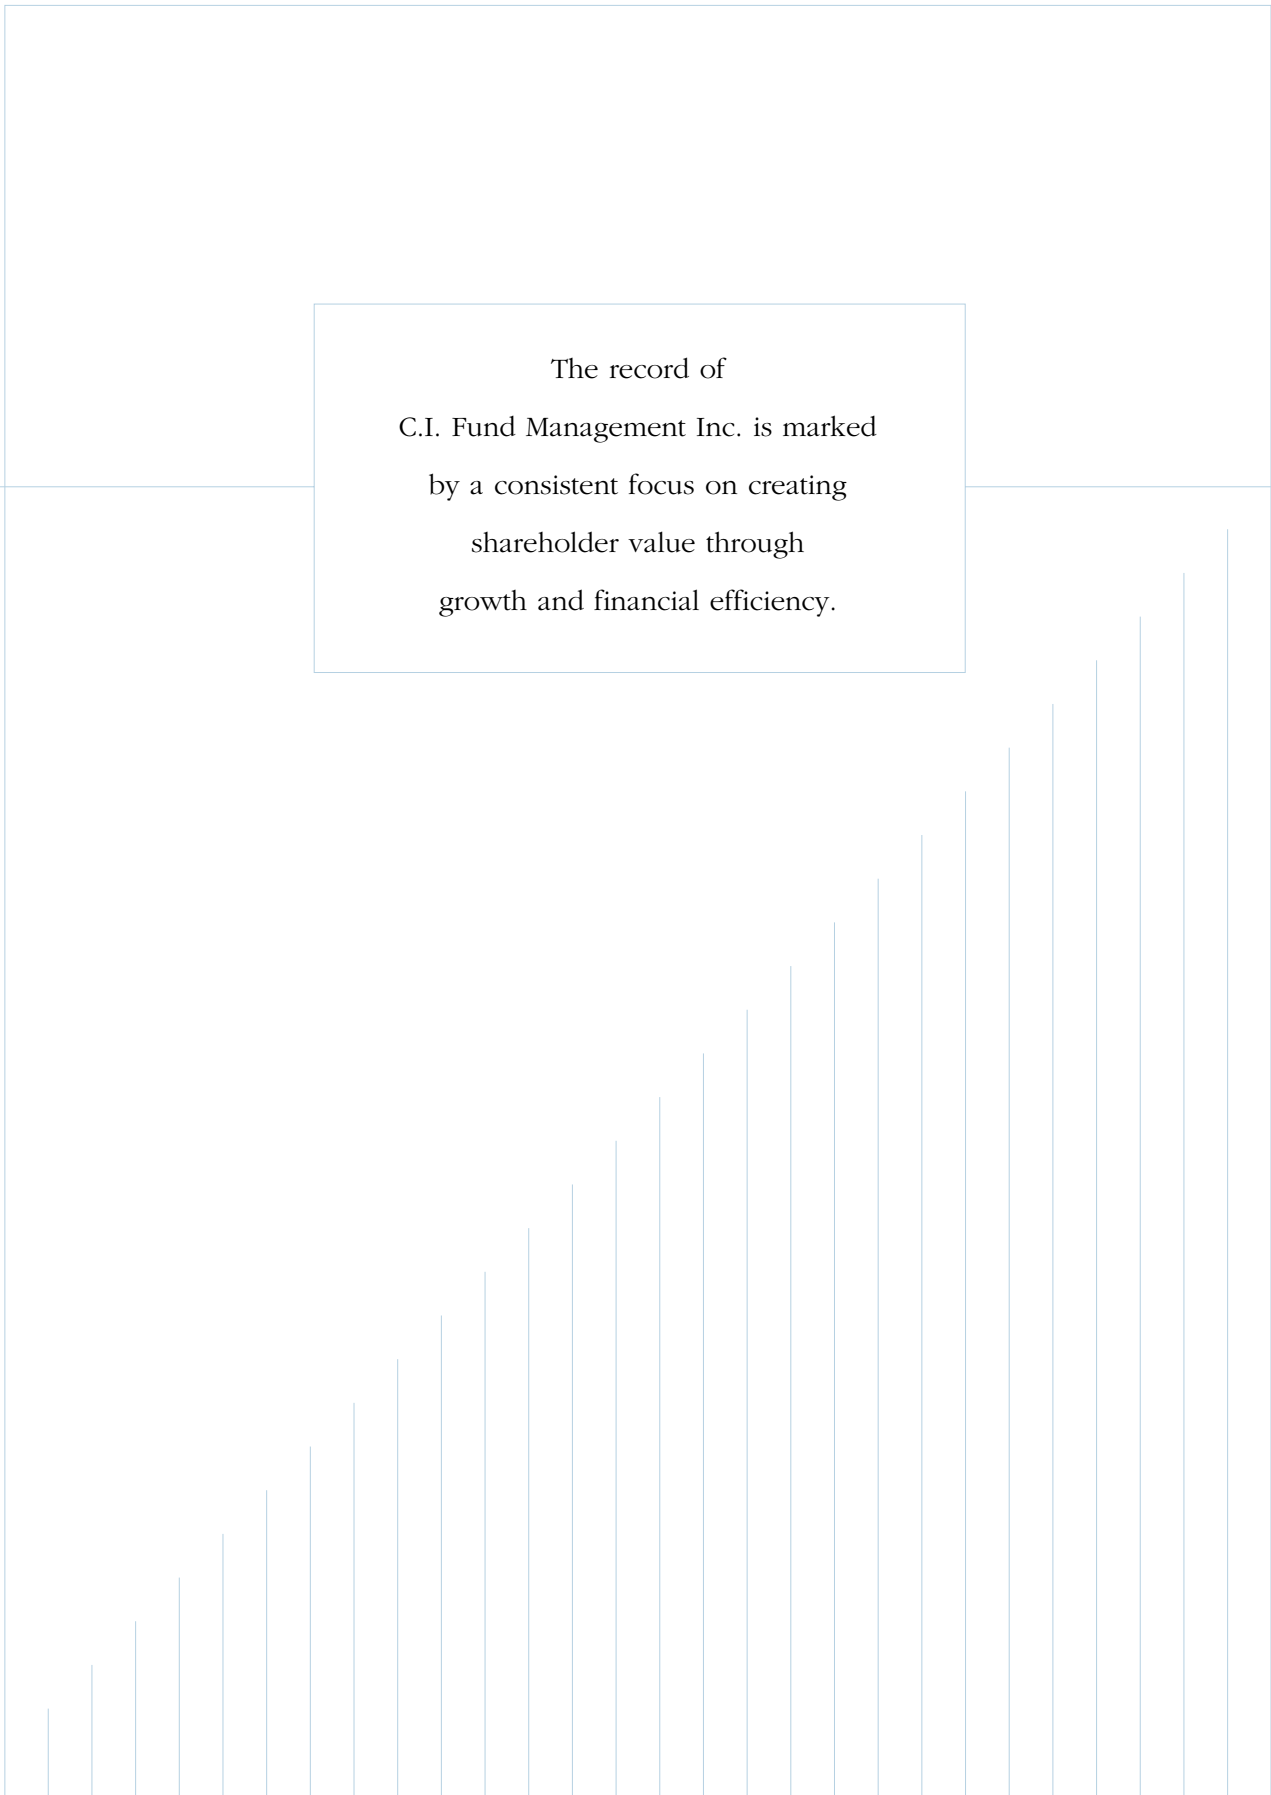 The record of
C.I. Fund Management Inc. is marked
by a consistent focus on creating
shareholder value through
growth and financial efficiency.